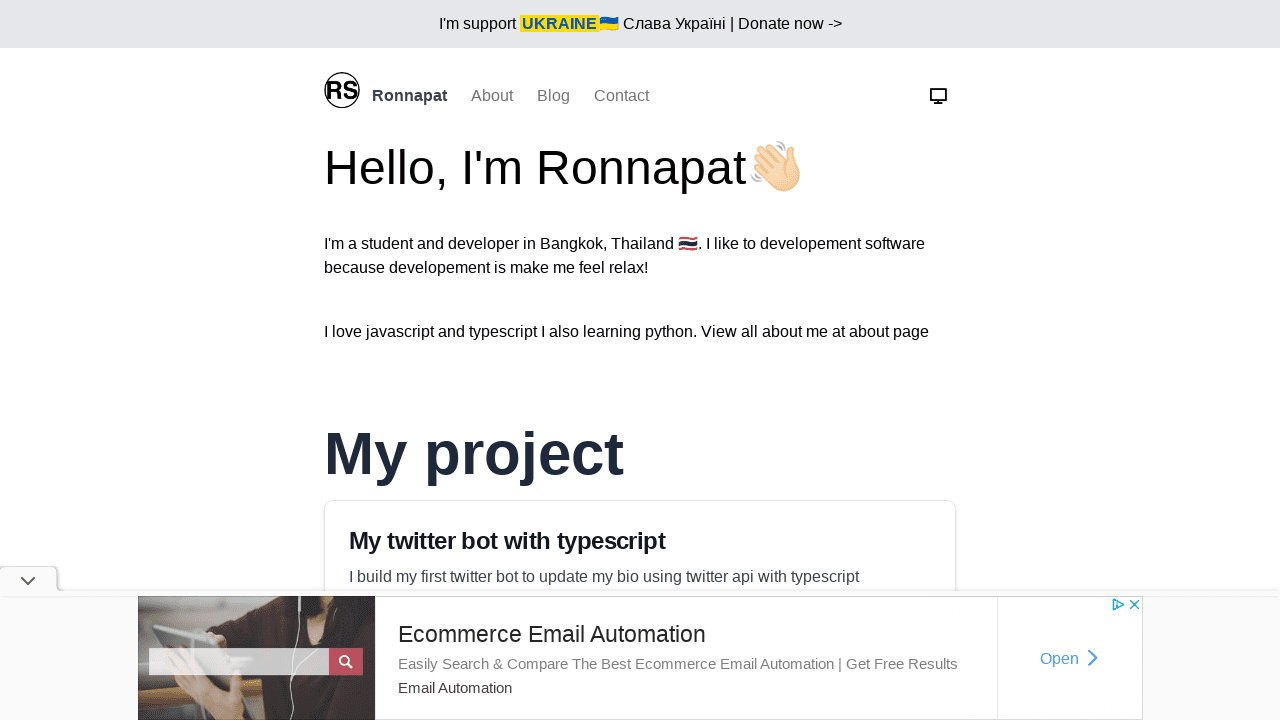 I'm support UKRAINE🇺🇦 Слава Україні | Donate now ->
RS Ronnapat About Blog Contact
Hello, I'm Ronnapat👋🏻
I'm a student and developer in Bangkok, Thailand 🇹🇭. I like to developement software
because developement is make me feel relax!
I love javascript and typescript I also learning python. View all about me at about page
My project
My twitter bot with typescript
I build my first twitter bot to update my bio using twitter api with typescript
Ecommerce Email Automation
Easily Search & Compare The Best Ecommerce Email Automation | Get Free Results
Email Automation
Open